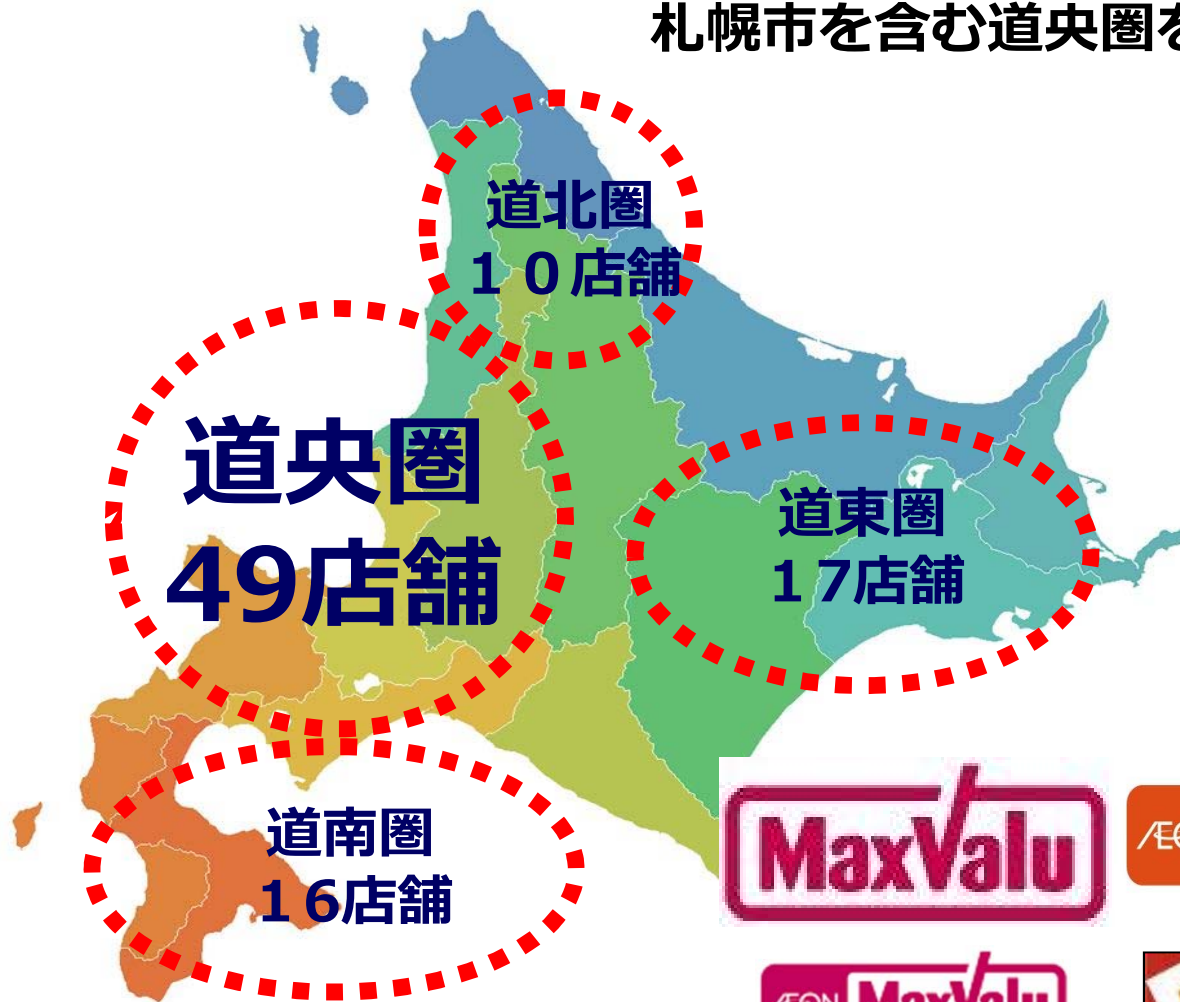 札幌市を含む道央圏を
道北圏
１０店舗
道央圏
49店舗
道東圏
１7店舗
道南圏
１6店舗
MaxValu
ÆO
ÆON MaxValu